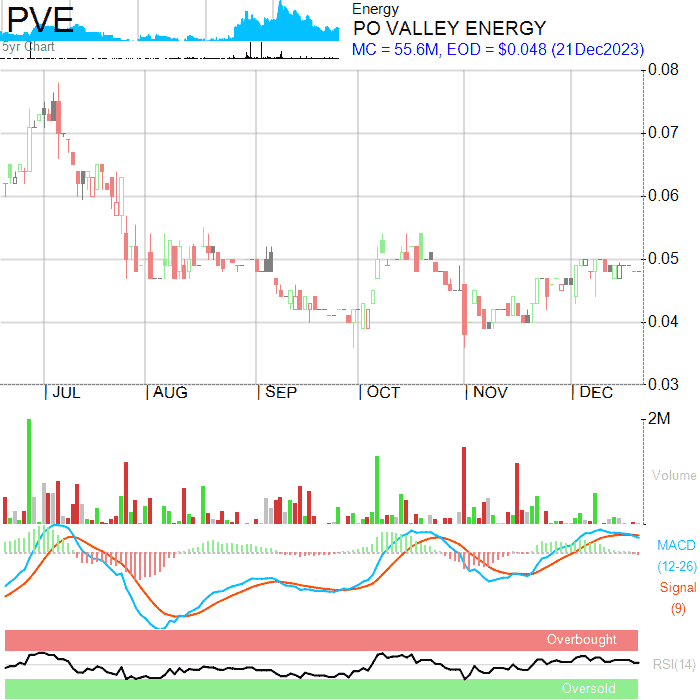 PVE
5yr Chart
Energy
PO VALLEY ENERGY
MC = 55.6M, EOD = $0.048 (21Dec2023)
0.08
0.07
0.06
0.05
0.04
0.03
| JUL | AUG | SEP | OCT | NOV | DEC
2M
Volume
MACD
(12-26)
Signal
(9)
Overbought
RSI(14)
Oversold